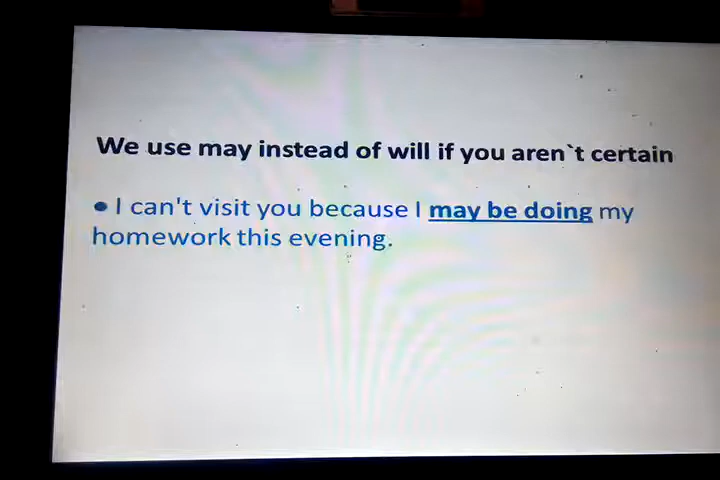 We use may instead of will if you aren`t certain
• I can't visit you because I may be doing my
homework this evening.